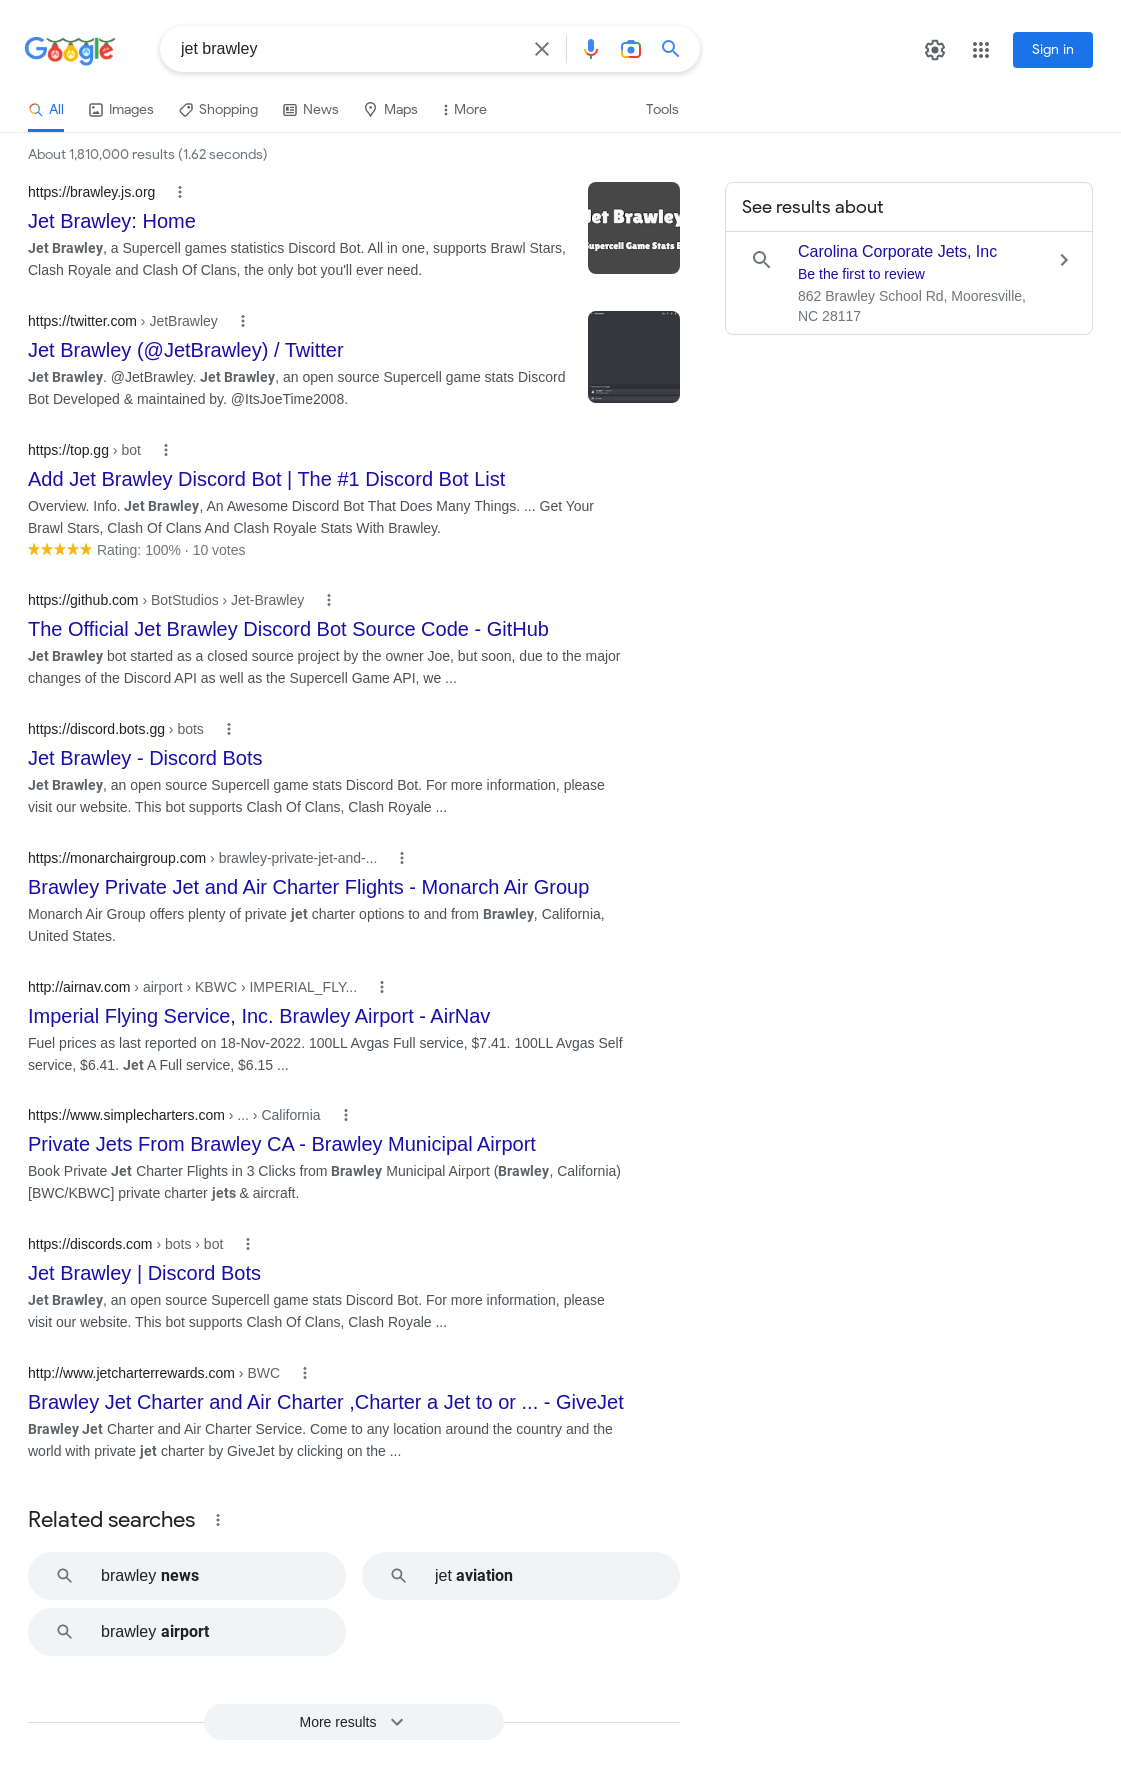 Google
jet brawley
Sign in
All
Images
Shopping
News
Maps
More
Tools
About 1,810,000 results (1.62 seconds)
https://brawley.js.org
Jet Brawley: Home
Jet Brawley, a Supercell games statistics Discord Bot. All in one, supports Brawl Stars,
Clash Royale and Clash Of Clans, the only bot you'll ever need.
Jet Brawley
Supercell Game Stats B
https://twitter.com › JetBrawley
Jet Brawley (@JetBrawley) / Twitter
Jet Brawley. @JetBrawley. Jet Brawley, an open source Supercell game stats Discord
Bot Developed & maintained by. @ItsJoeTime2008.
https://top.gg › bot
Add Jet Brawley Discord Bot | The #1 Discord Bot List
Overview. Info. Jet Brawley, An Awesome Discord Bot That Does Many Things. ... Get Your
Brawl Stars, Clash Of Clans And Clash Royale Stats With Brawley.
Rating: 100% · 10 votes
https://github.com › BotStudios › Jet-Brawley
The Official Jet Brawley Discord Bot Source Code - GitHub
Jet Brawley bot started as a closed source project by the owner Joe, but soon, due to the major
changes of the Discord API as well as the Supercell Game API, we ...
https://discord.bots.gg › bots
Jet Brawley - Discord Bots
Jet Brawley, an open source Supercell game stats Discord Bot. For more information, please
visit our website. This bot supports Clash Of Clans, Clash Royale ...
https://monarchairgroup.com › brawley-private-jet-and-...
Brawley Private Jet and Air Charter Flights - Monarch Air Group
Monarch Air Group offers plenty of private jet charter options to and from Brawley, California,
United States.
http://airnav.com › airport › KBWC › IMPERIAL_FLY...
Imperial Flying Service, Inc. Brawley Airport - AirNav
Fuel prices as last reported on 18-Nov-2022. 100LL Avgas Full service, $7.41. 100LL Avgas Self
service, $6.41. Jet A Full service, $6.15 ...
https://www.simplecharters.com › ... › California
Private Jets From Brawley CA - Brawley Municipal Airport
Book Private Jet Charter Flights in 3 Clicks from Brawley Municipal Airport (Brawley, California)
[BWC/KBWC] private charter jets & aircraft.
https://discords.com › bots › bot
Jet Brawley | Discord Bots
Jet Brawley, an open source Supercell game stats Discord Bot. For more information, please
visit our website. This bot supports Clash Of Clans, Clash Royale ...
http://www.jetcharterrewards.com › BWC
Brawley Jet Charter and Air Charter ,Charter a Jet to or ... - GiveJet
Brawley Jet Charter and Air Charter Service. Come to any location around the country and the
world with private jet charter by GiveJet by clicking on the ...
Related searches
brawley news
jet aviation
brawley airport
More results
See results about
Carolina Corporate Jets, Inc
Be the first to review
862 Brawley School Rd, Mooresville,
NC 28117